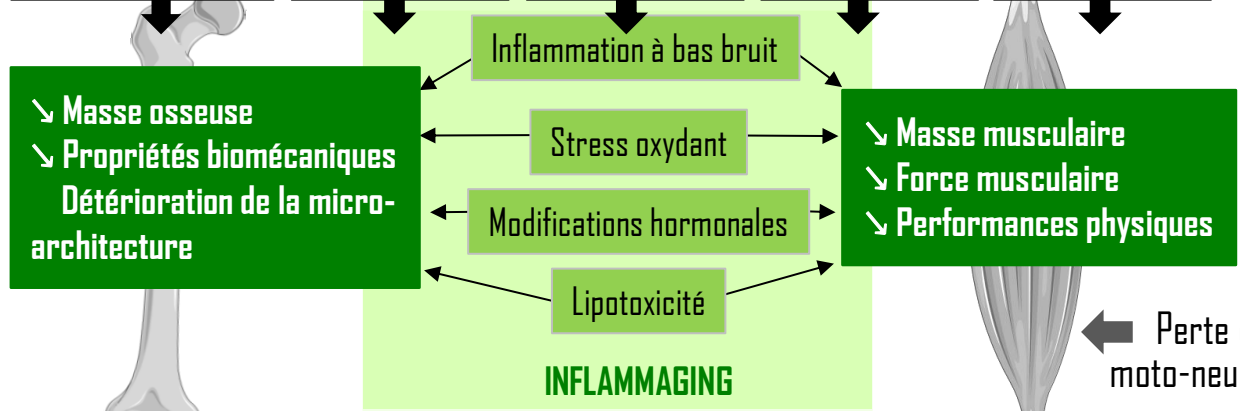 Inflammation à bas bruit
↘ Masse osseuse
↘ Propriétés biomécaniques
Détérioration de la micro-
architecture
Stress oxydant
Modifications hormonales
Lipotoxicité
INFLAMMAGING
↘ Masse musculaire
↘ Force musculaire
↘ Performances physiques
Perte
moto-neu